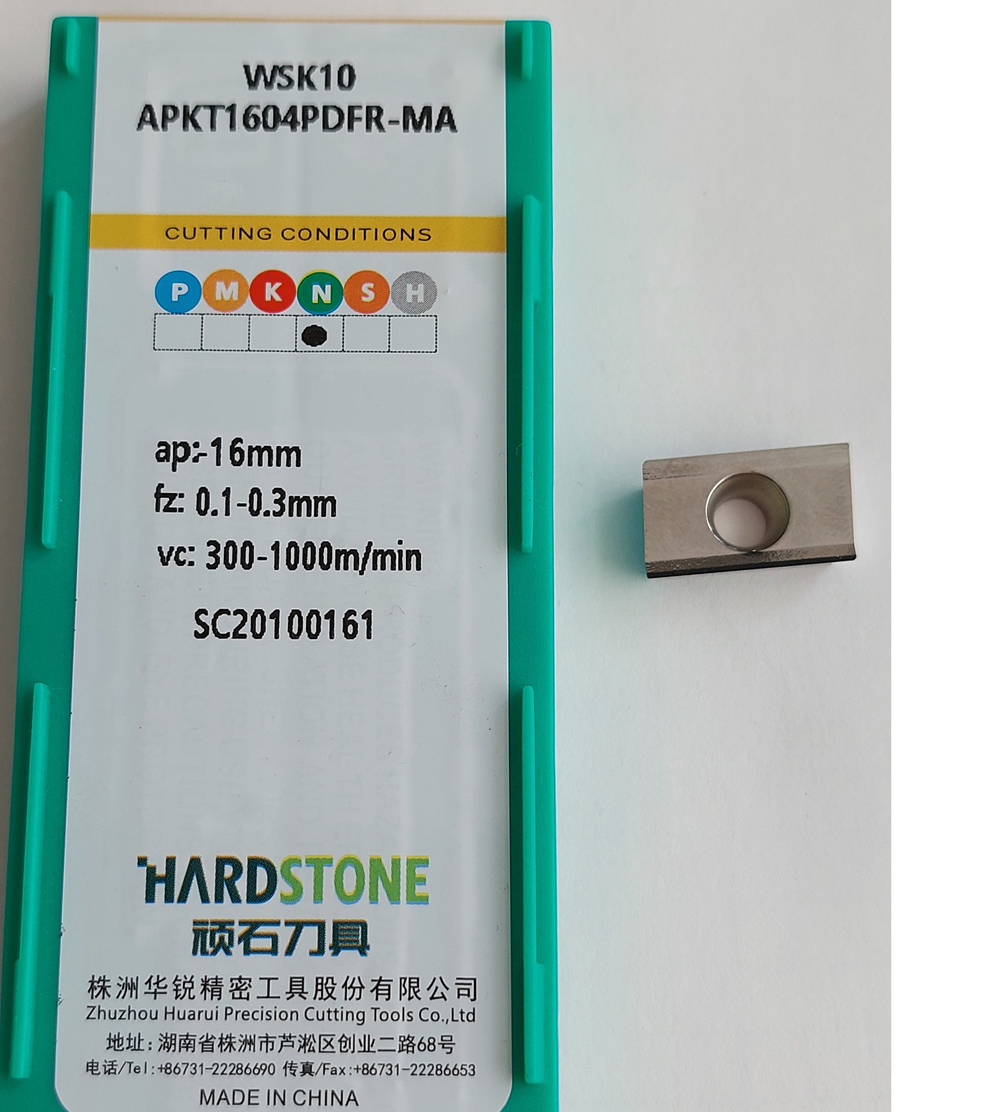 WSK10
APKT1604PDFR-MA
CUTTING CONDITIONS
P M K N S H
ap:-16mm
fz: 0.1-0.3mm
vc: 300-1000m/min
SC20100161
HARDSTONE
顽石刀具
株洲华锐精密工具股份有限公司
Zhuzhou Huarui Precision Cutting Tools Co.,Ltd
地址: 湖南省株洲市芦淞区创业二路68号
电话/Tel:+86731-22286690 传真/Fax:+86731-22286653
MADE IN CHINA